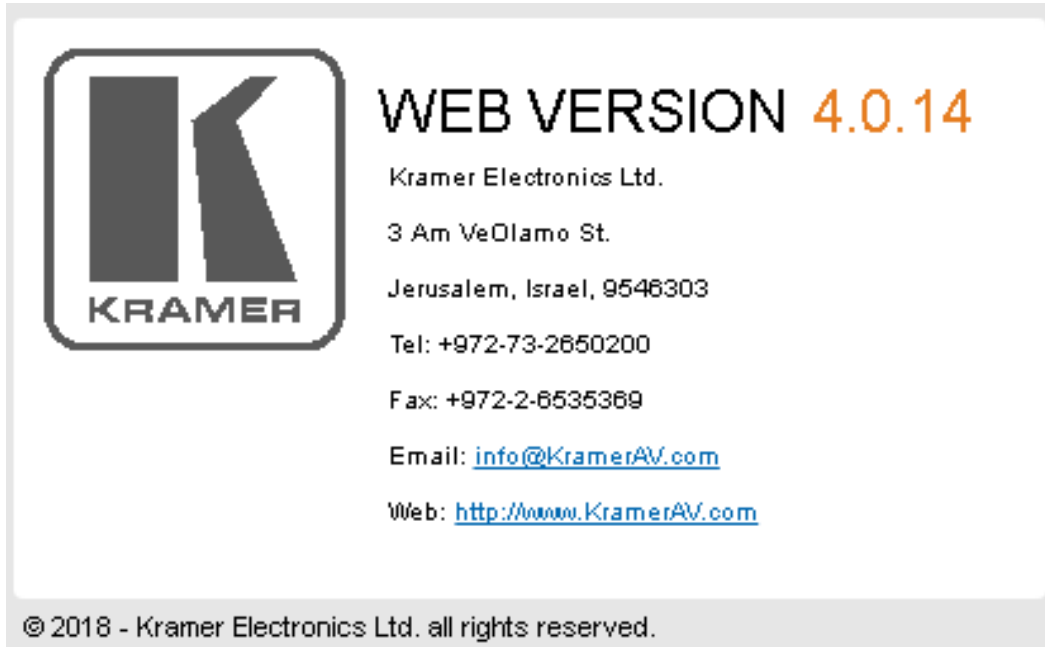 KRAMER
WEB VERSION 4.0.14
Kramer Electronics Ltd.
3 Am VeOlamo St.
Jerusalem, Israel, 9546303
Tel: +972-73-2650200
Fax: +972-2-6535369
Email: info@KramerAV.com
Web: http://www.KramerAV.com
© 2018 - Kramer Electronics Ltd. all rights reserved.